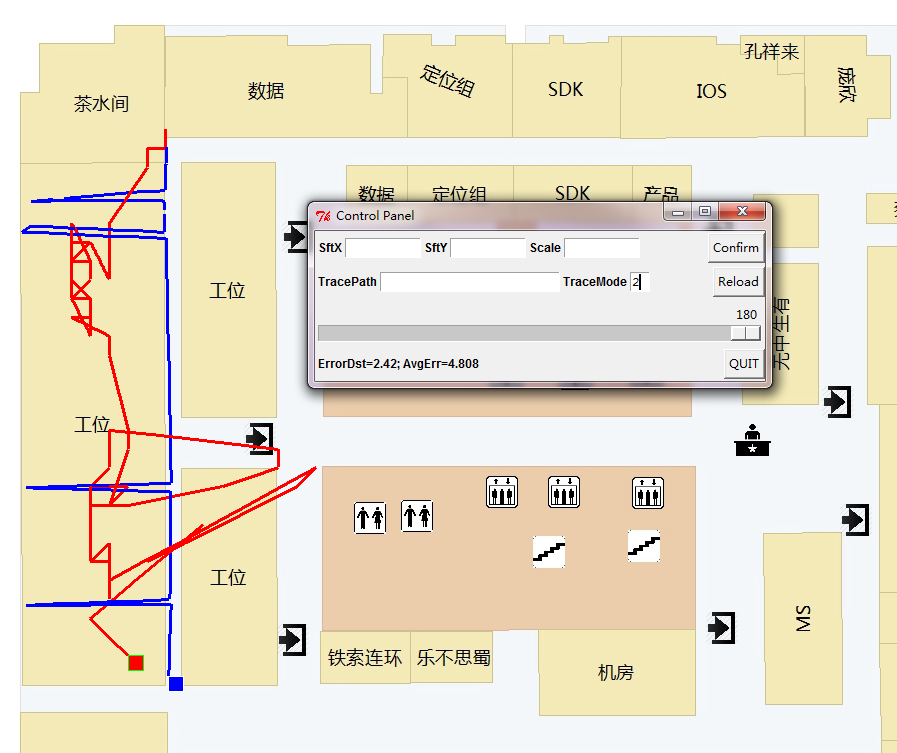 孔祥来
茶水间
数据
定位组
SDK
IOS
庞欣
数据
定位组
SDK
产品
Control Panel
SftX
SftY
Scale
Confirm
TracePath
TraceMode 2
Reload
180
ErrorDst=2.42; AvgErr=4.808
QUIT
工位
无中生有
工位
工位
铁索连环
乐不思蜀
机房
MS